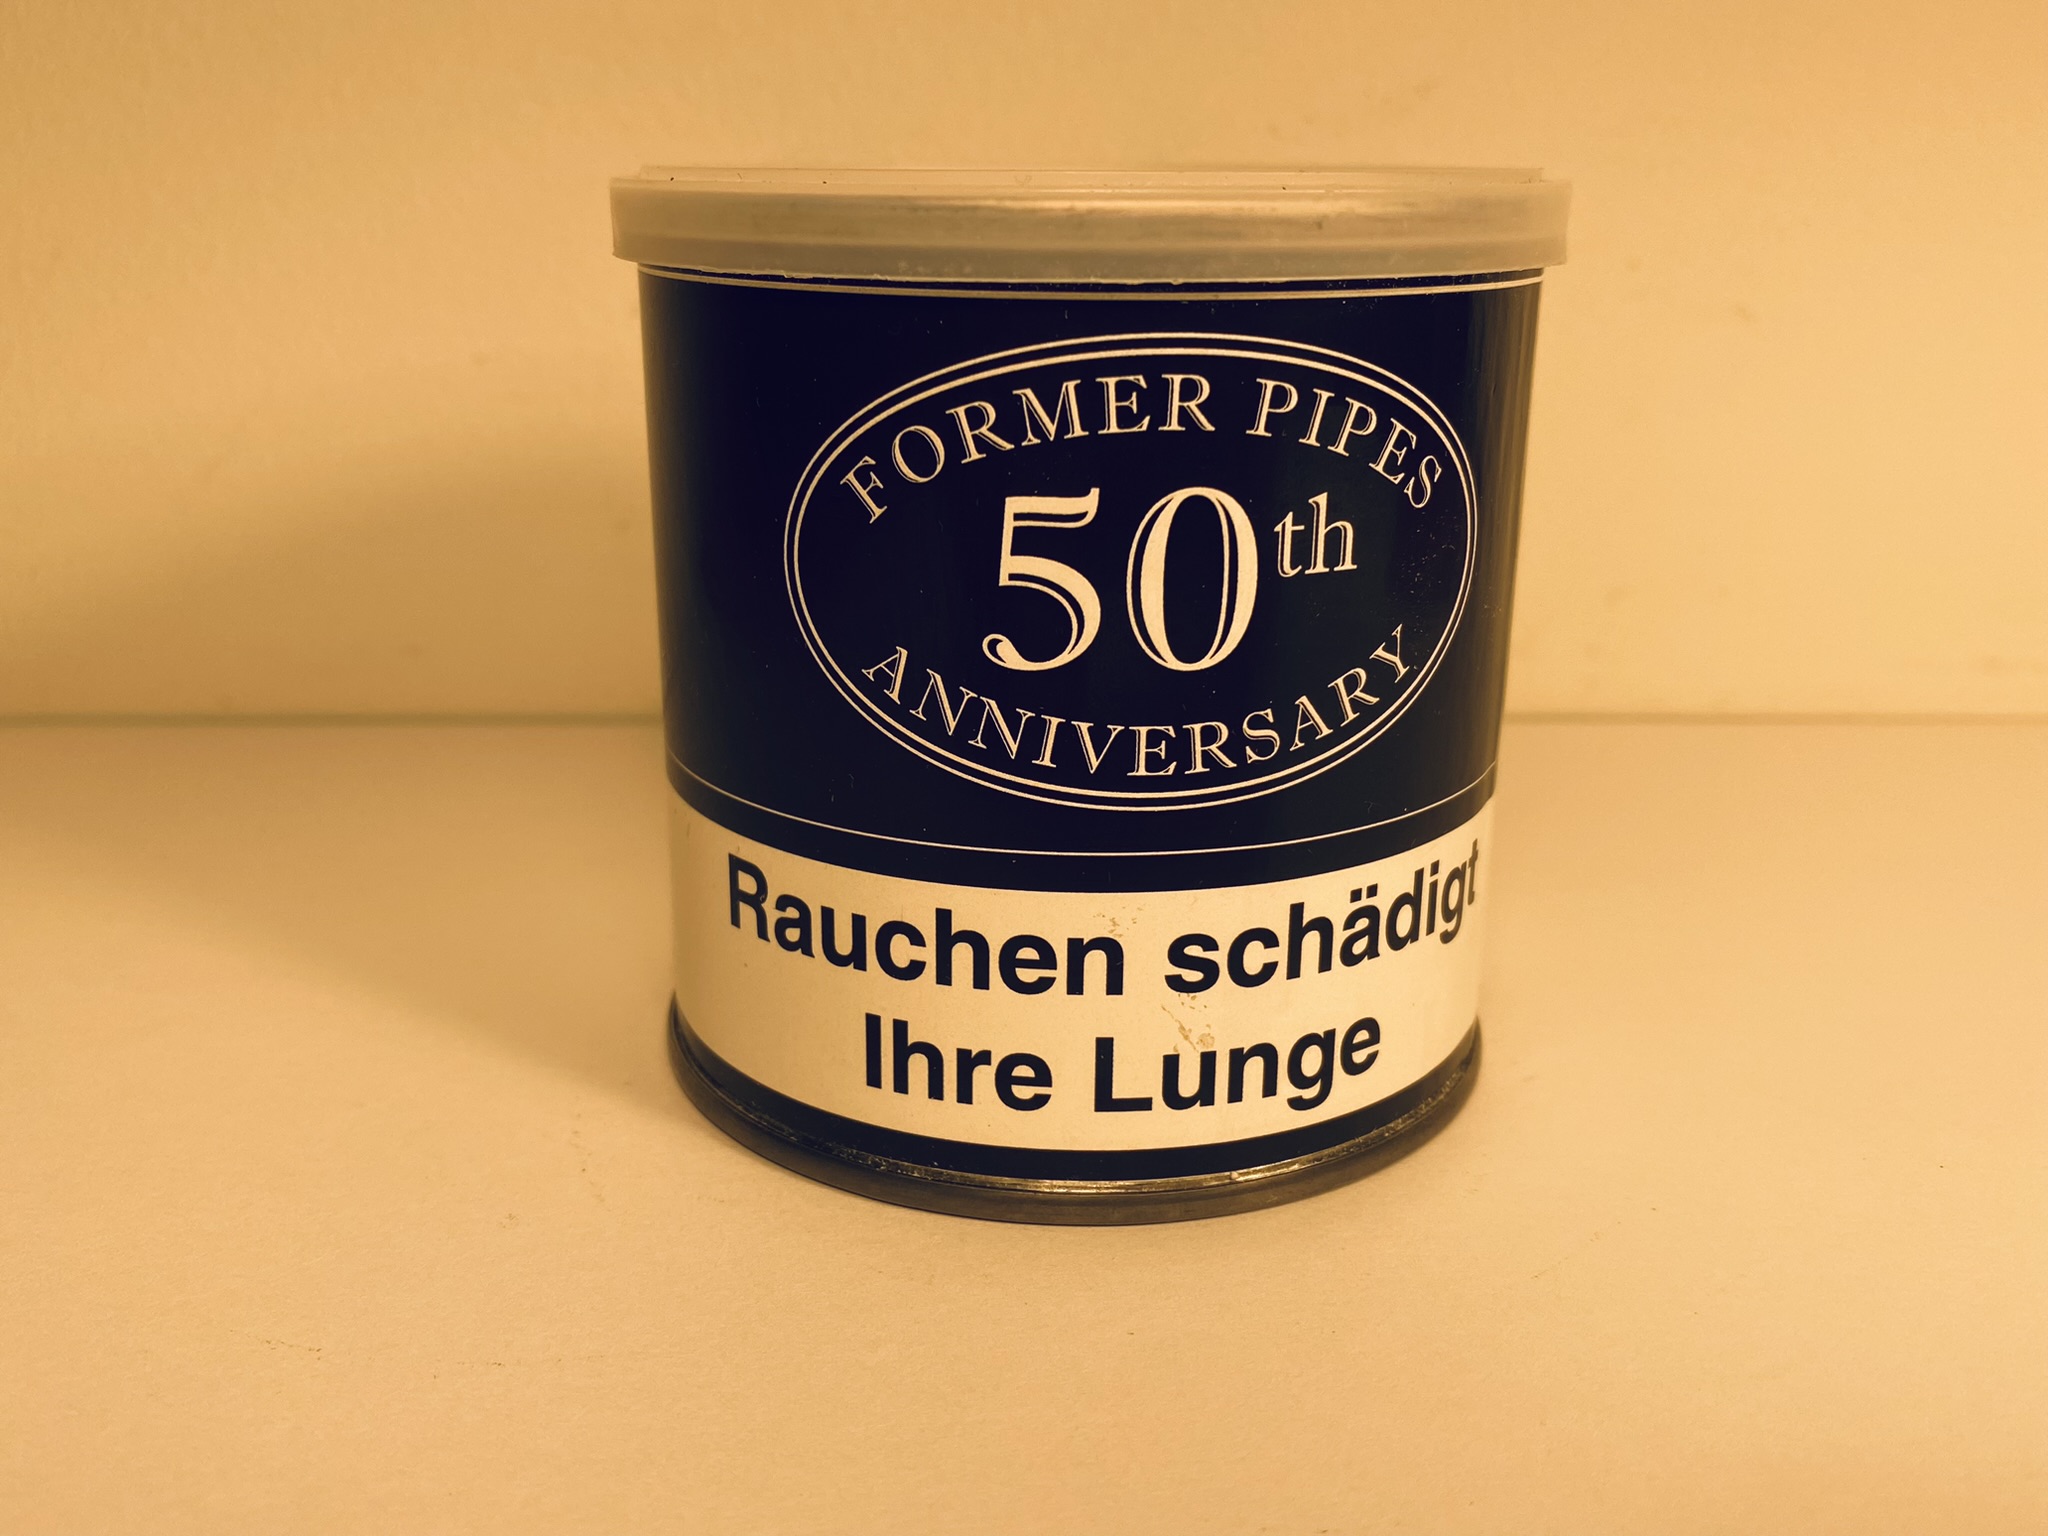 FORMER PIPES
50th
ANNIVERSARY
Rauchen schädigt
Ihre Lunge